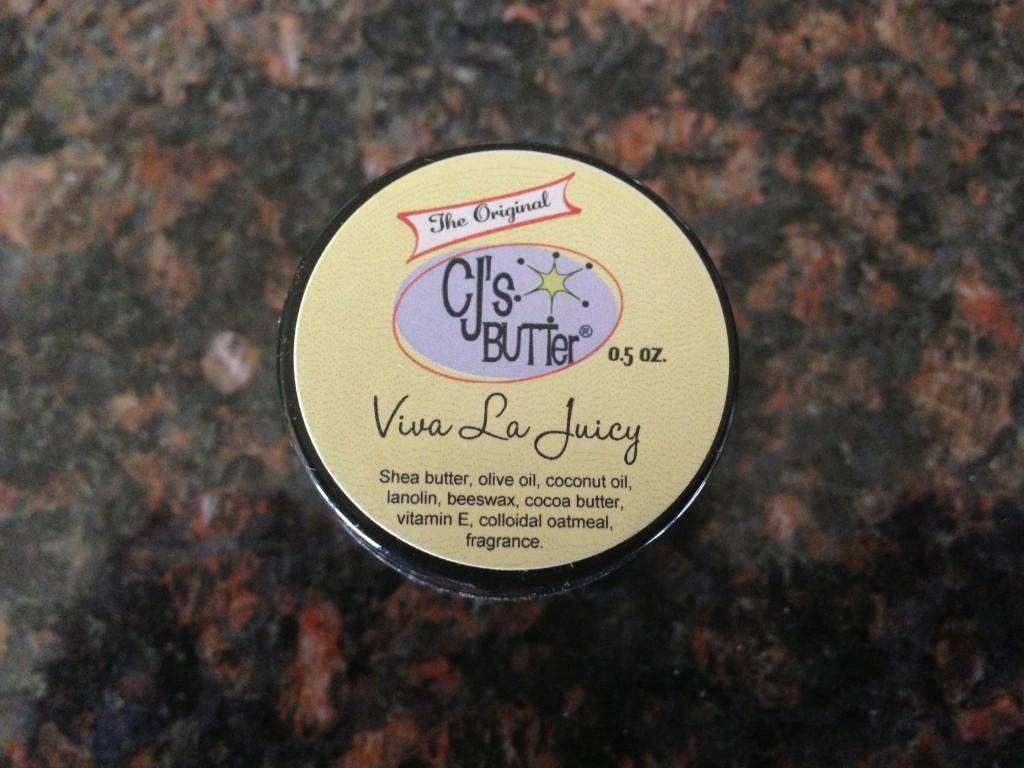 The Original
CJ's
BUTTer®
0.5 oz.
Viva La Juicy
Shea butter, olive oil, coconut oil,
lanolin, beeswax, cocoa butter,
vitamin E, colloidal oatmeal,
fragrance.